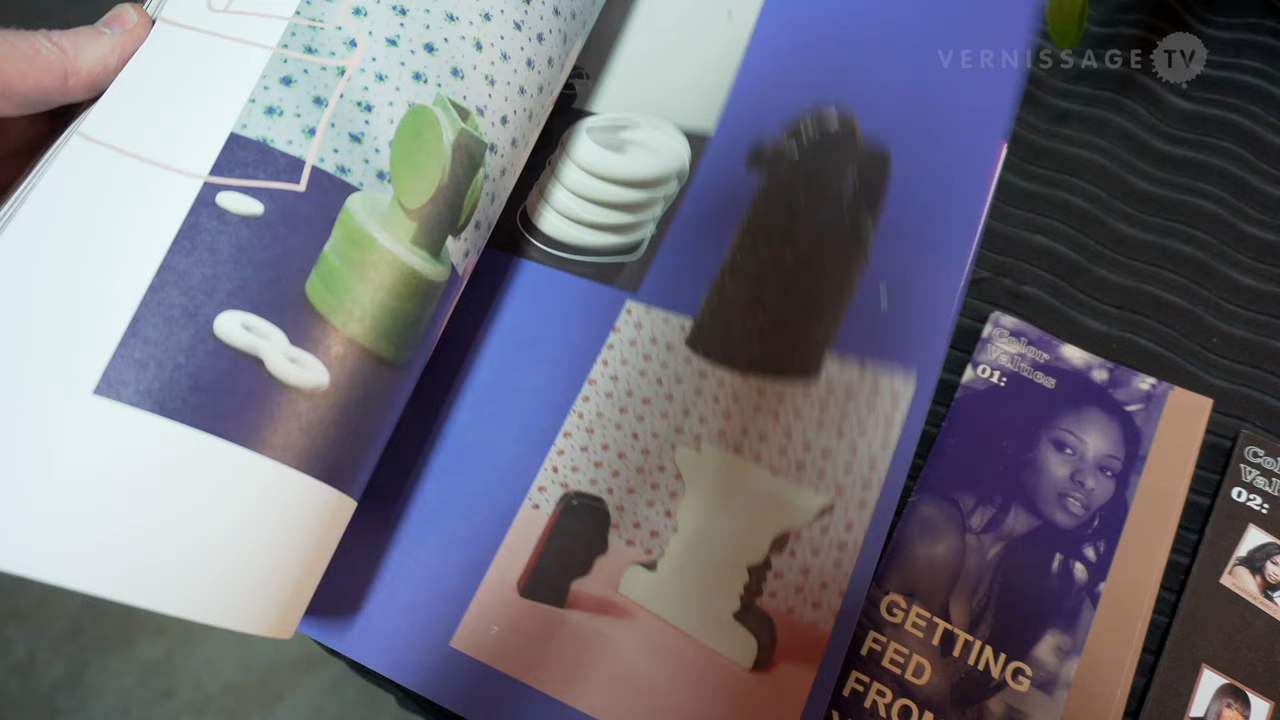 VERNISSAGE TV
Color
Values
01:
GETTING
FED
FROM
Col
Val
02: